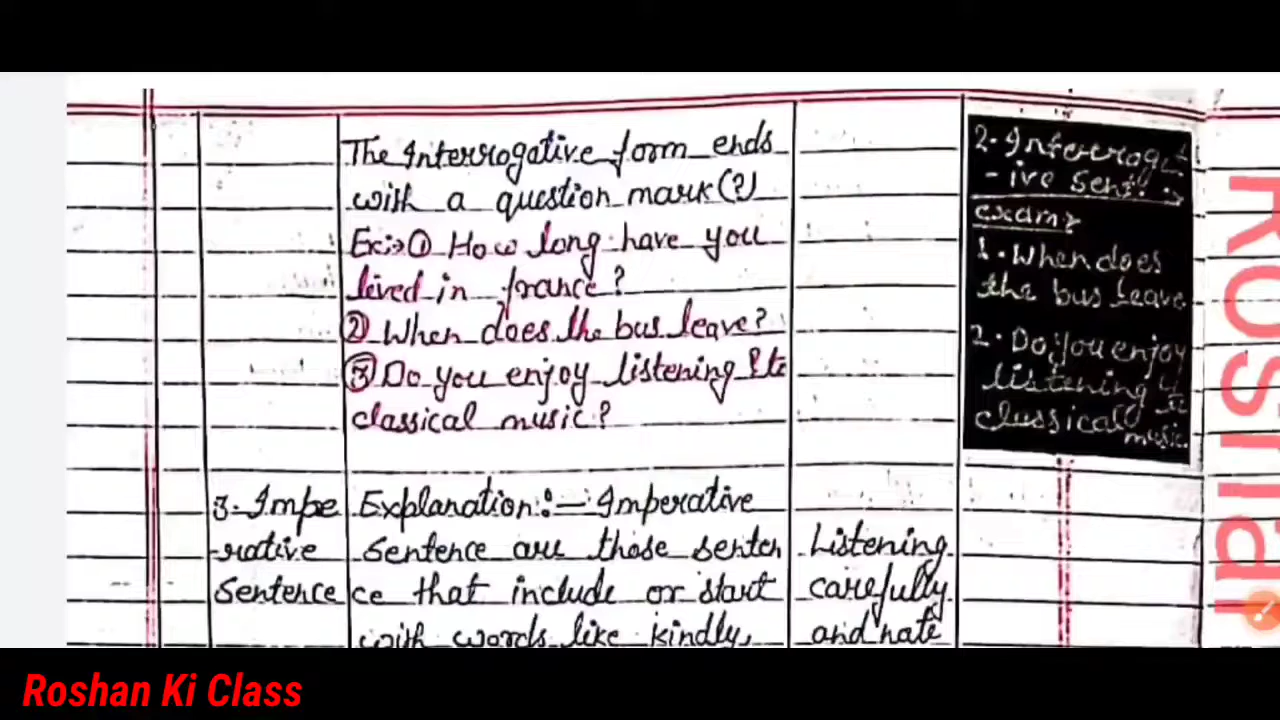 The Interrogative form ends
with a question mark (?)
Ex:→① How long have you
lived in france?
② When does the bus leave?
③ Do you enjoy listening to
classical music?
3. Impe
-rative
Sentence
Explanation:- Imperative
Sentence are those senten
ce that include or start
with words like kindly,
Listening
carefully
and note
2. Interrogat
-ive sent.
exam
1. When does
the bus leave
2. Do you enjoy
listening to
classical
music.
Roshan
Roshan Ki Class